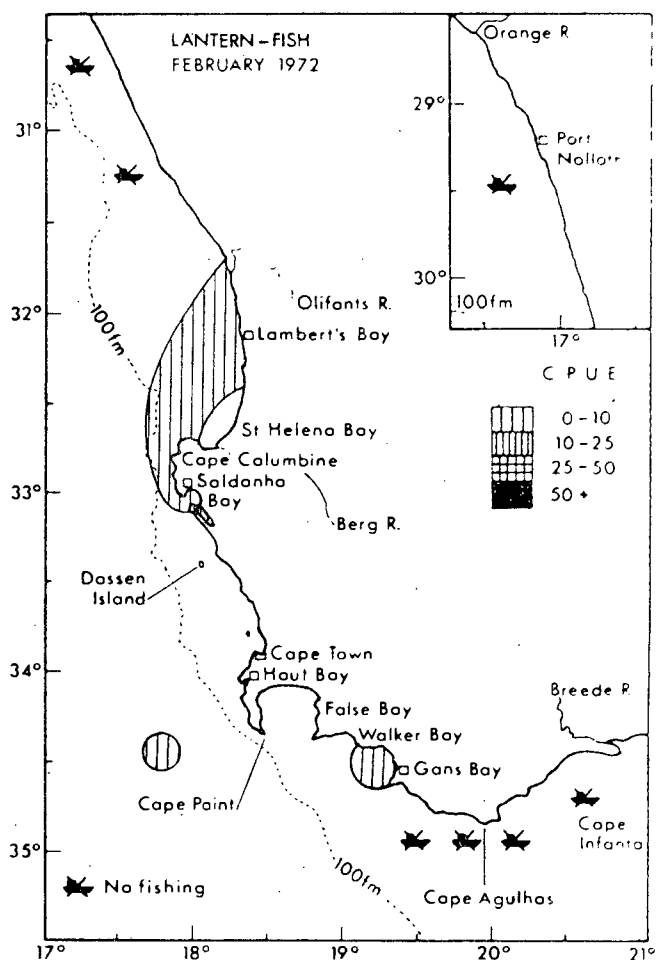 LANTERN-FISH
FEBRUARY 1972
Orange R
29°
Port
Nolloth
30°
100fm
17°
31°
100fm
32°
Olifants R.
Lambert's Bay
C P U E
0-10
10-25
25-50
50 +
St Helena Bay
Cape Calumbine
Saldanha
Bay
33°
Berg R.
Dassen
Island
34°
Cape Town
Hout Bay
False Bay
Breede R.
Walker Bay
Gans Bay
Cape Point
Cape
Infanta
35°
100fm
Cape Agulhas
No fishing
17°
18°
19°
20°
21°